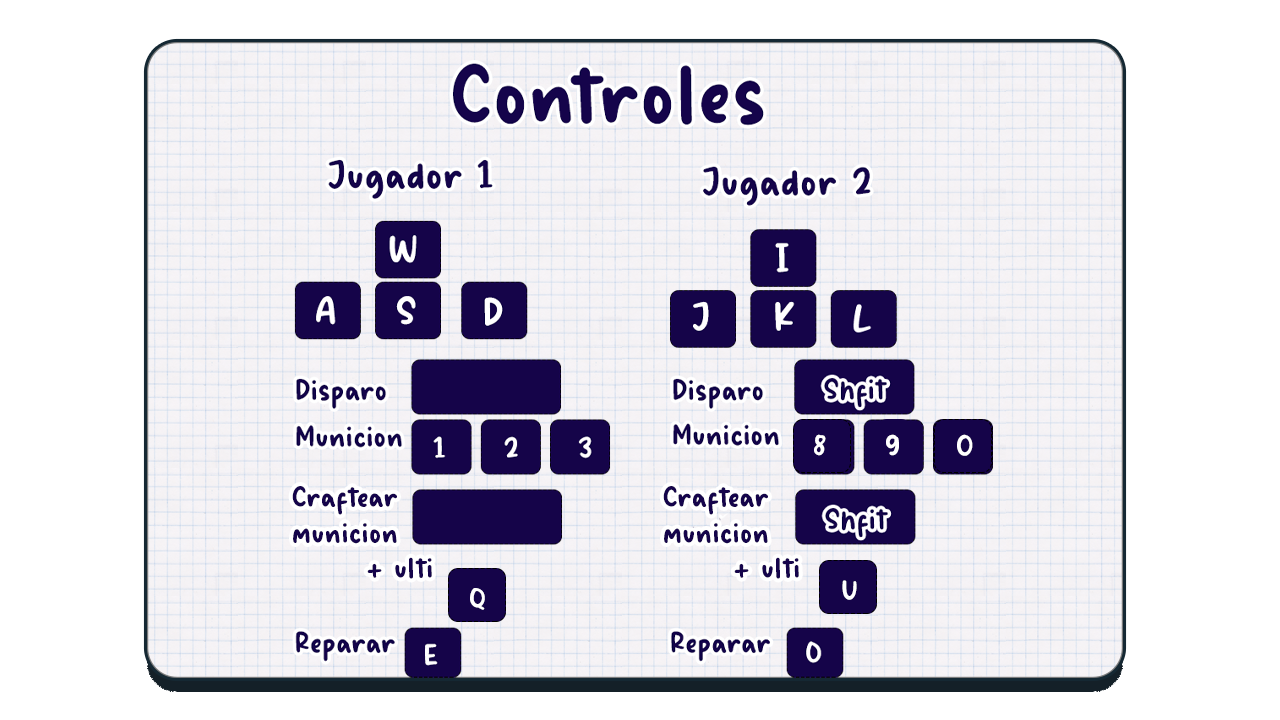 Controles
Jugador 1
W
A S D
Disparo
Municion 1 2 3
Craftear
municion
+ ulti
Q
Reparar E
Jugador 2
I
J K L
Disparo Shfit
Municion 8 9 0
Craftear
municion Shfit
+ ulti U
Reparar O